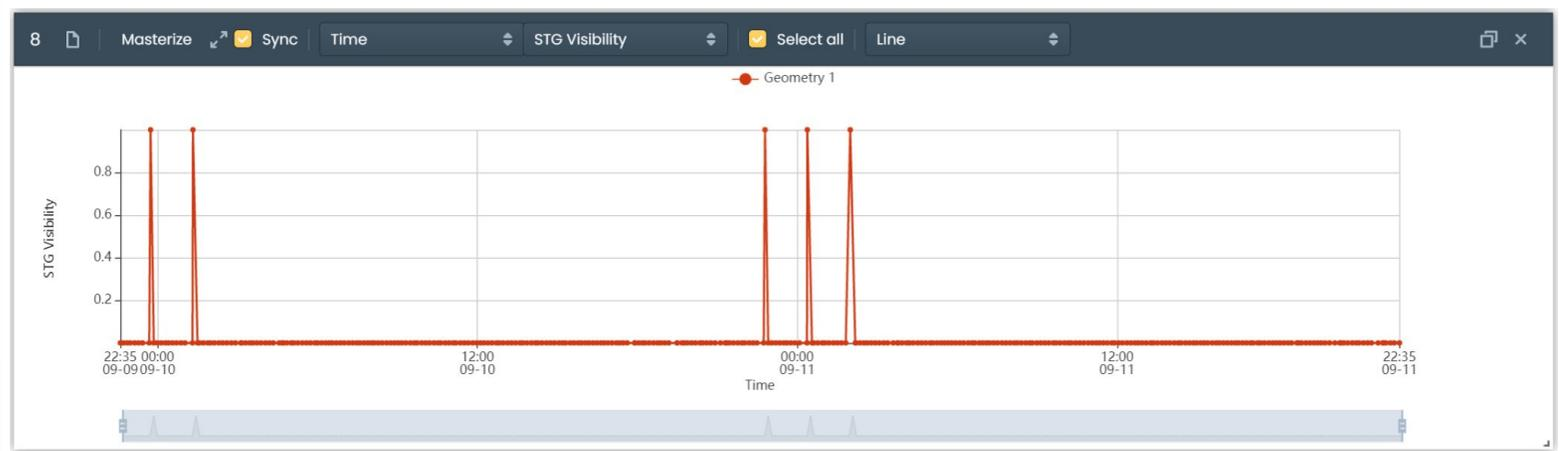 8 Masterize Sync Time STG Visibility Select all Line
Geometry 1
STG Visibility
0.8
0.6
0.4
0.2
22:35 00:00 12:00 00:00 12:00 22:35
09-09 09-10 09-10 09-11 09-11 09-11
Time